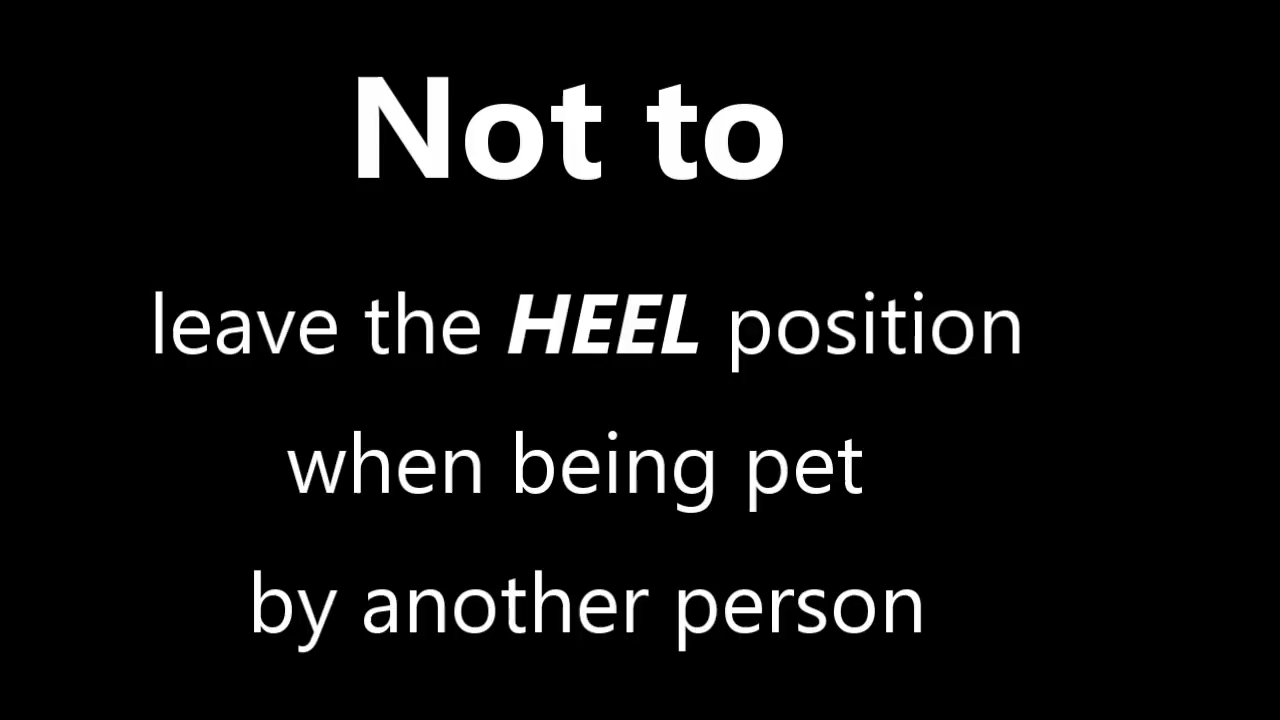 Not to
leave the HEEL position
when being pet
by another person